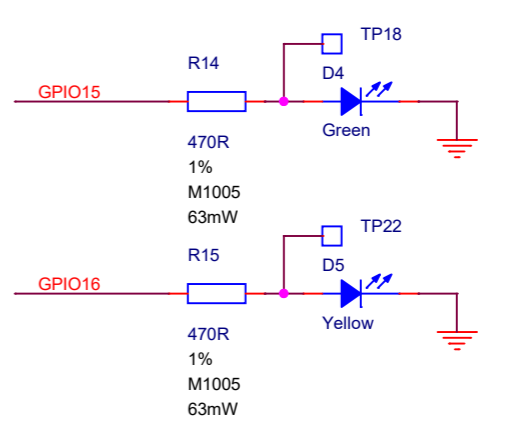 TP18
R14
D4
GPIO15
Green
470R
1%
M1005
63mW
TP22
R15
D5
GPIO16
Yellow
470R
1%
M1005
63mW